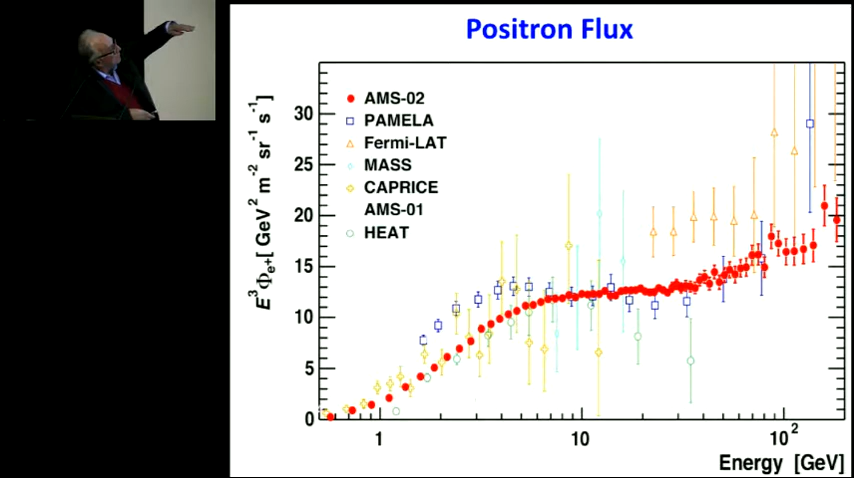 Positron Flux
AMS-02
PAMELA
Fermi-LAT
MASS
CAPRICE
AMS-01
HEAT
E³Φe+[ GeV² m⁻² sr⁻¹ s⁻¹ ]
30
25
20
15
10
5
0
1
10
10²
Energy [GeV]